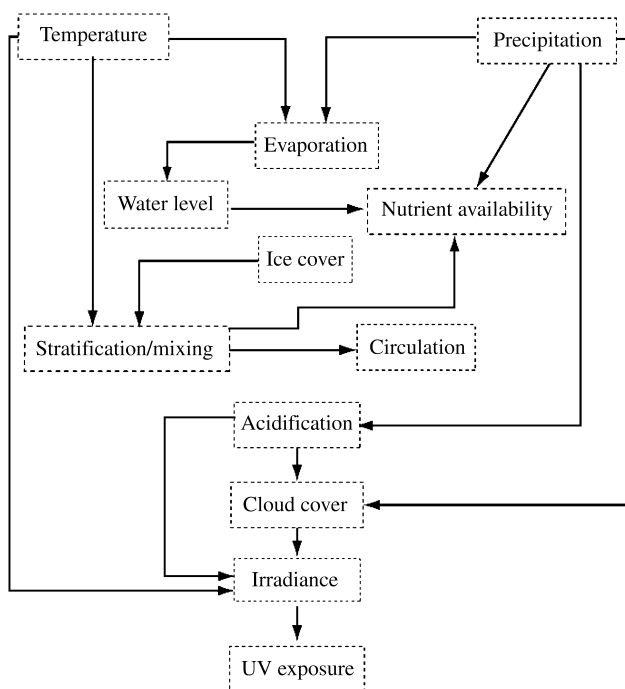 Temperature
Precipitation
Evaporation
Water level
Nutrient availability
Ice cover
Stratification/mixing
Circulation
Acidification
Cloud cover
Irradiance
UV exposure